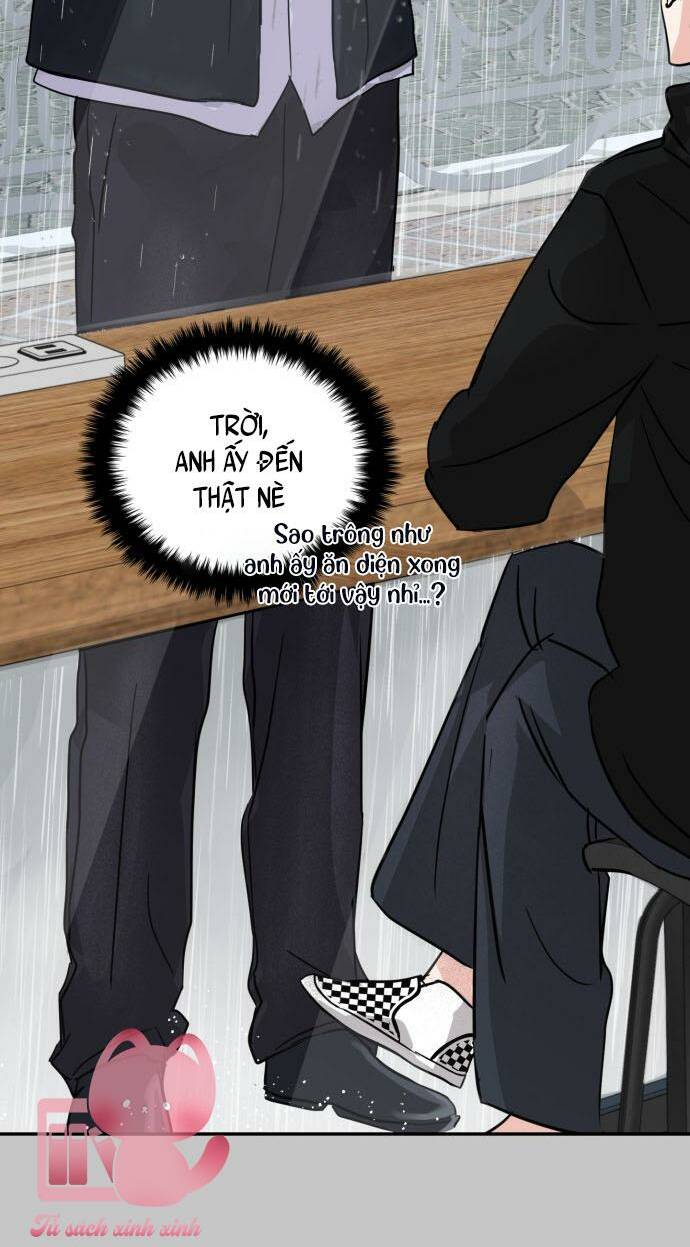 TRỜI,
ANH ẤY ĐẾN
THẬT NÈ
Sao trông như
anh ấy ăn diện xong
mới tới vậy nhỉ...?
Tủ sách xinh xinh